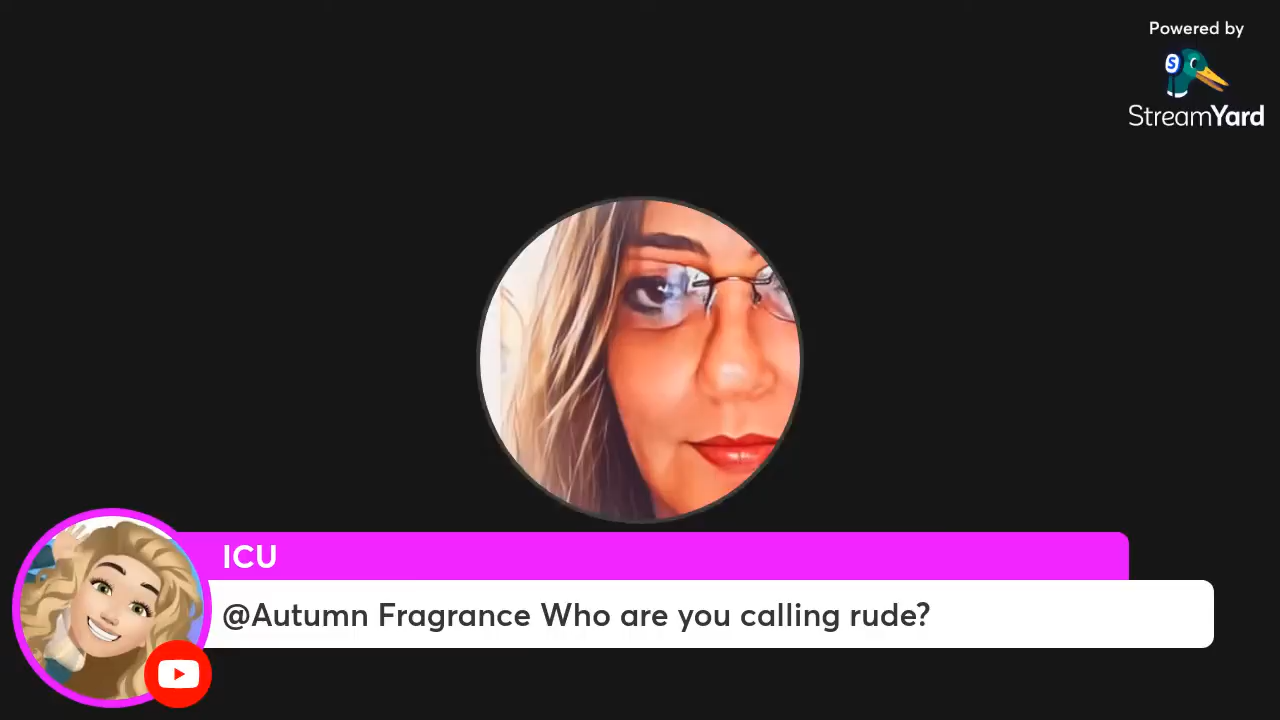 Powered by
S
StreamYard
ICU
@Autumn Fragrance Who are you calling rude?